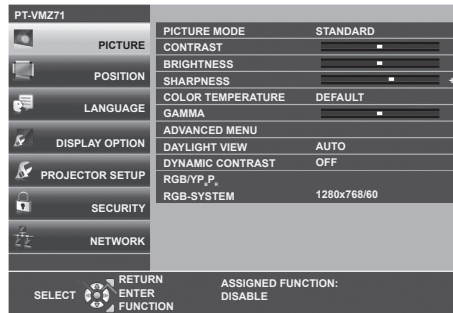 PT-VMZ71
PICTURE
POSITION
LANGUAGE
DISPLAY OPTION
PROJECTOR SETUP
SECURITY
NETWORK
PICTURE MODE STANDARD
CONTRAST
BRIGHTNESS
SHARPNESS +
COLOR TEMPERATURE DEFAULT
GAMMA
ADVANCED MENU
DAYLIGHT VIEW AUTO
DYNAMIC CONTRAST OFF
RGB/YPBPR
RGB-SYSTEM 1280x768/60
SELECT
RETURN
ENTER
FUNCTION
ASSIGNED FUNCTION:
DISABLE